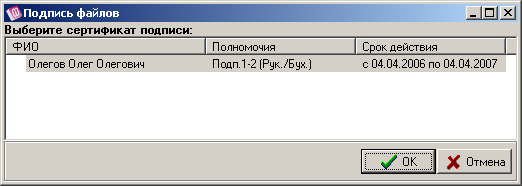 Подпись файлов
Выберите сертификат подписи:
ФИО Полномочия Срок действия
Олегов Олег Олегович Подп.1-2 (Рук./Бух.) с 04.04.2006 по 04.04.2007
OK Отмена